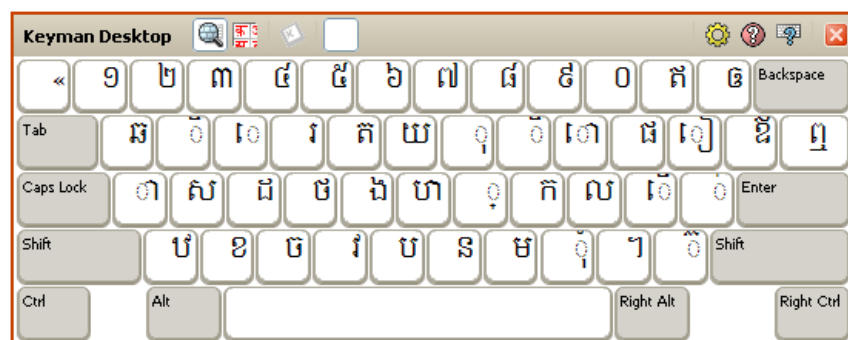 Keyman Desktop
« ១ ២ ៣ ៤ ៥ ៦ ៧ ៨ ៩ ០ ឥ ឲ Backspace
Tab ឆ ឹ េ រ ត យ ុ ិ ោ ផ ៀ ឪ ឮ
Caps Lock ា ស ដ ថ ង ហ ្ ក ល ើ ់ Enter
Shift ឋ ខ ច វ ប ន ម ុំ ។ ៊ Shift
Ctrl Alt Right Alt Right Ctrl